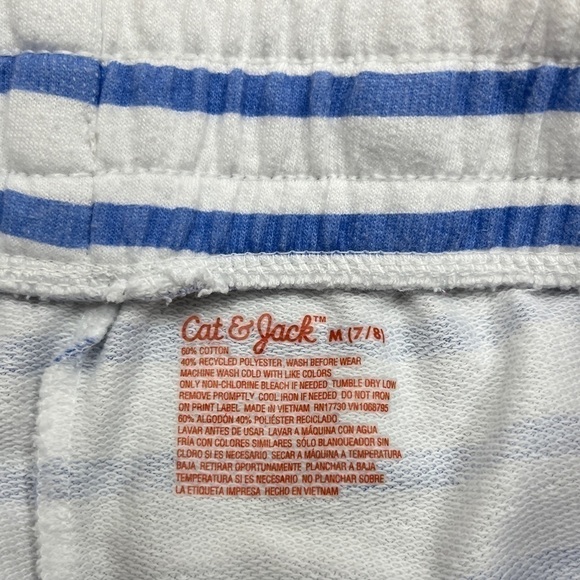 Cat & Jack™ M (7/8)
60% COTTON
40% RECYCLED POLYESTER, WASH BEFORE WEAR
MACHINE WASH COLD WITH LIKE COLORS
ONLY NON-CHLORINE BLEACH IF NEEDED, TUMBLE DRY LOW
REMOVE PROMPTLY, COOL IRON IF NEEDED, DO NOT IRON
ON PRINT LABEL. MADE IN VIETNAM RN17730 VN1068795
60% ALGODÓN 40% POLIÉSTER RECICLADO.
LAVAR ANTES DE USAR. LAVAR A MÁQUINA CON AGUA
FRÍA CON COLORES SIMILARES. SÓLO BLANQUEADOR SIN
CLORO SI ES NECESARIO. SECAR A MÁQUINA A TEMPERATURA
BAJA. RETIRAR OPORTUNAMENTE. PLANCHAR A BAJA
TEMPERATURA SI ES NECESARIO. NO PLANCHAR SOBRE
LA ETIQUETA IMPRESA. HECHO EN VIETNAM